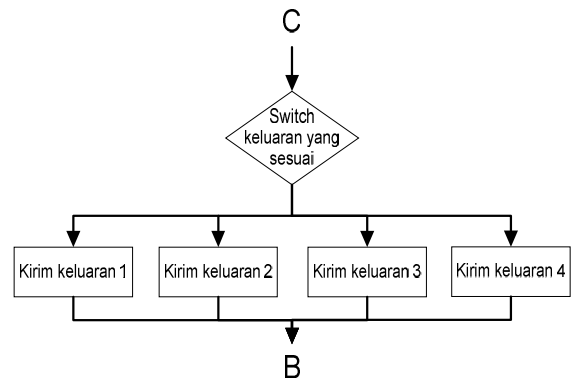 C
Switch
keluaran yang
sesuai
Kirim keluaran 1
Kirim keluaran 2
Kirim keluaran 3
Kirim keluaran 4
B